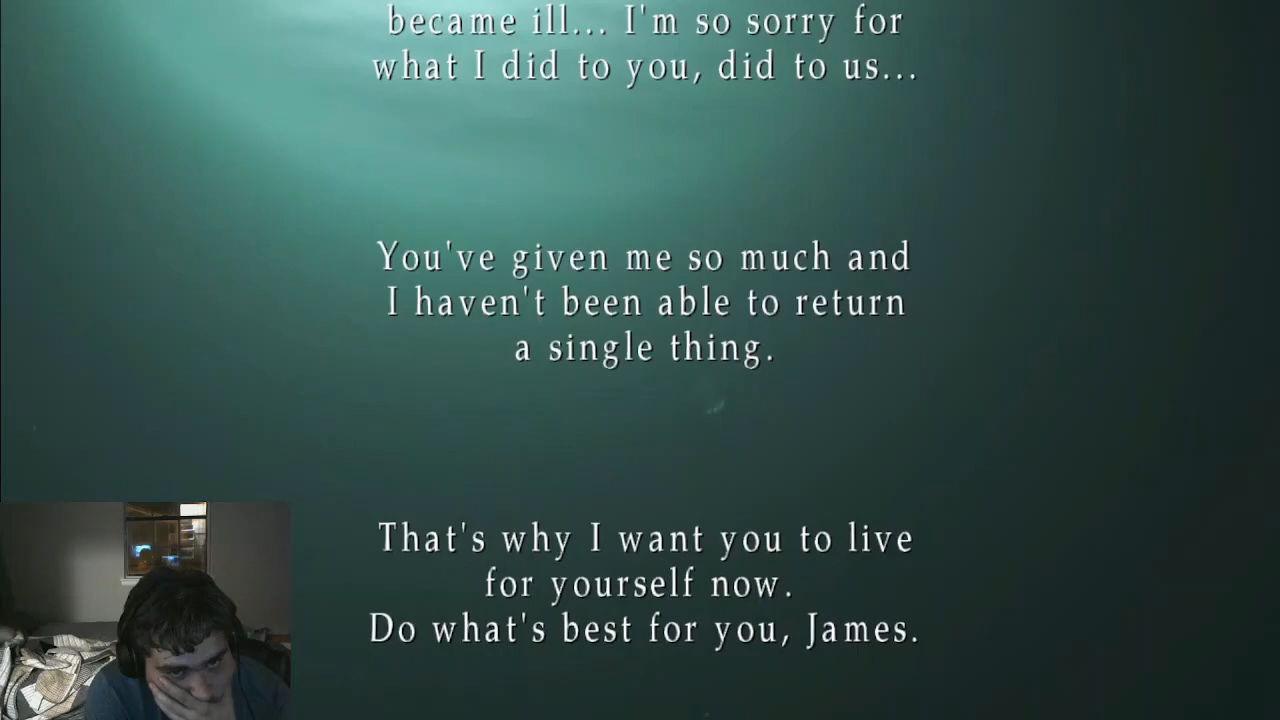 became ill... I'm so sorry for
what I did to you, did to us...
You've given me so much and
I haven't been able to return
a single thing.
That's why I want you to live
for yourself now.
Do what's best for you, James.